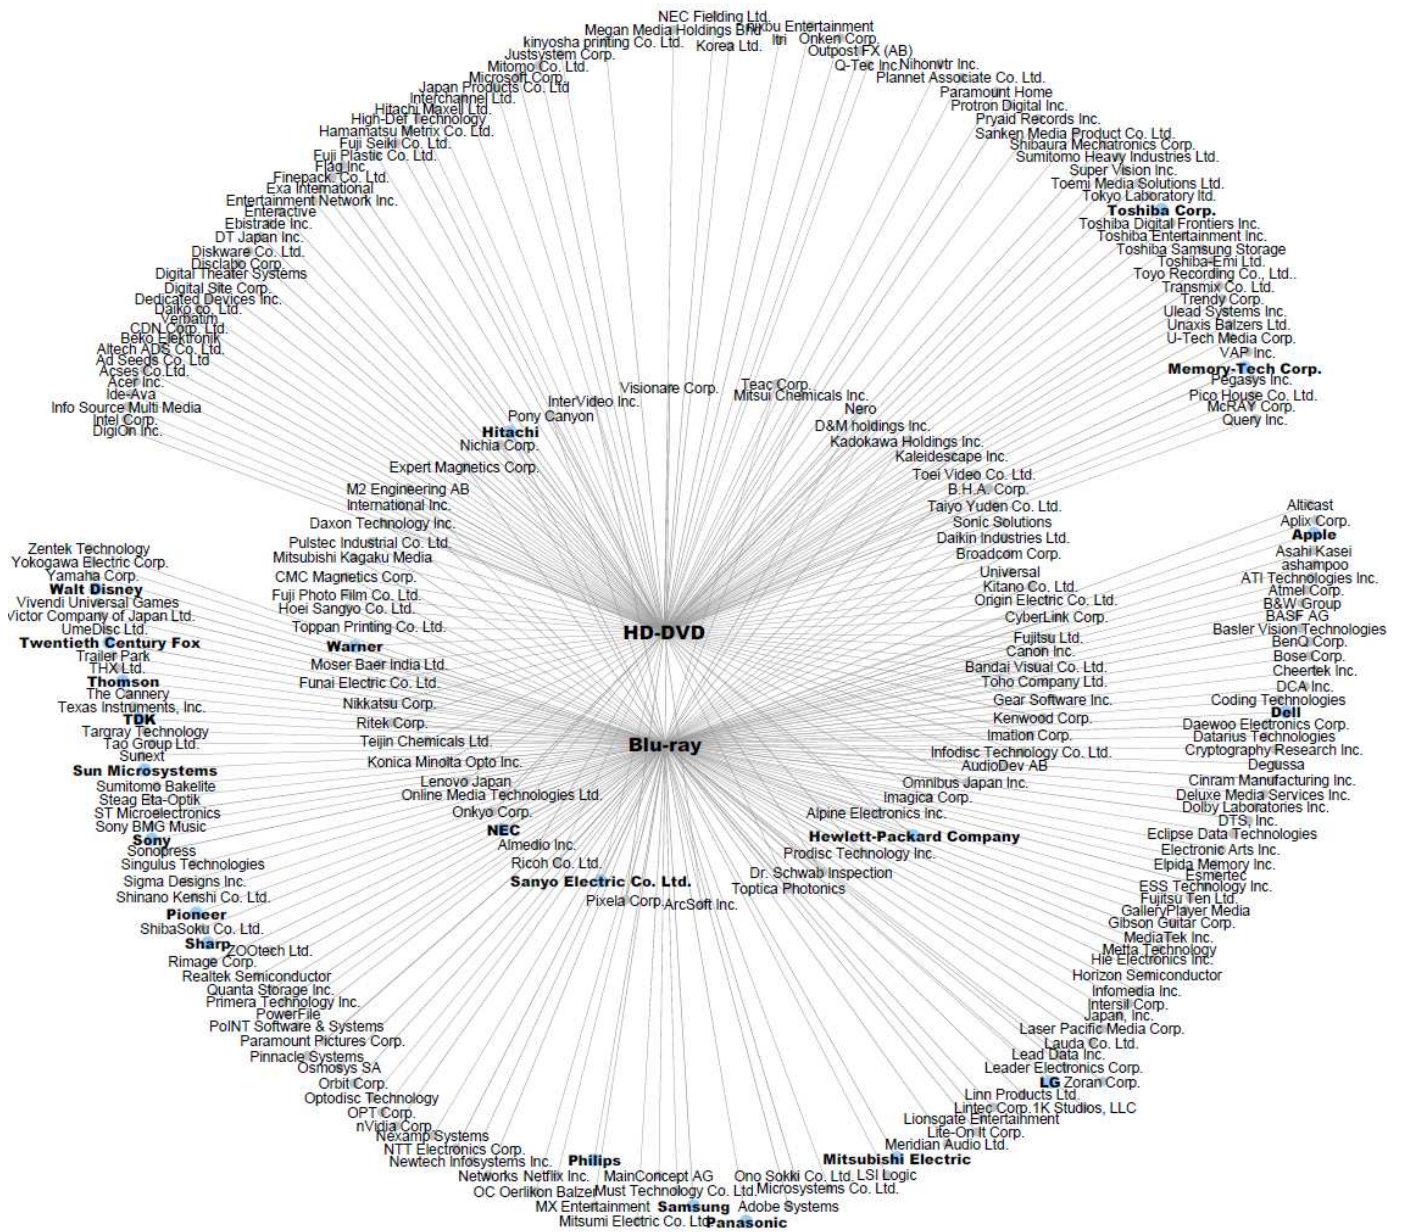 NEC Fielding Ltd.
Entertainment
Megan Media Holdings Bhd
Itri
Onken Corp.
kinyosha printing Co. Ltd.
Korea Ltd.
Outpost FX (AB)
Justsystem Corp.
Q-Tec Inc.
Nihonvtr Inc.
Mitomo Co. Ltd.
Plannet Associate Co. Ltd.
Microsoft Corp.
Japan Products Co. Ltd
Paramount Home
Interchannel Ltd.
Protron Digital Inc.
Hitachi Maxell Ltd.
High-Def Technology
Pryaid Records Inc.
Hamamatsu Metrix Co. Ltd.
Sanken Media Product Co. Ltd.
Fuji Seiki Co. Ltd.
Shibaura Mechatronics Corp.
Fuji Plastic Co. Ltd.
Sumitomo Heavy Industries Ltd.
Flag Inc.
Super Vision Inc.
Finepack. Co. Ltd.
Toemi Media Solutions Ltd.
Exa International
Tokyo Laboratory ltd.
Entertainment Network Inc.
Toshiba Corp.
Enteractive
Toshiba Digital Frontiers Inc.
Ebistrade Inc.
Toshiba Entertainment Inc.
DT Japan Inc.
Toshiba Samsung Storage
Diskware Co. Ltd.
Toshiba-Emi Ltd.
Disclabo Corp.
Toyo Recording Co., Ltd..
Digital Theater Systems
Transmix Co. Ltd.
Digital Site Corp.
Trendy Corp.
Dedicated Devices Inc.
Ulead Systems Inc.
Daiko co. Ltd.
Verbatim
Unaxis Balzers Ltd.
CDN Corp. Ltd.
U-Tech Media Corp.
Beko Elektronik
VAP Inc.
Altech ADS Co. Ltd.
Ad Seeds Co. Ltd
Memory-Tech Corp.
Acses Co.Ltd
Pegasys Inc.
Acer Inc.
Pico House Co. Ltd.
Ide-Ava
McRAY Corp.
Info Source Multi Media
Query Inc.
Intel Corp.
DigiOn Inc.
Visionare Corp.
Teac Corp.
Mitsui Chemicals Inc.
InterVideo Inc.
Nero
Pony Canyon
D&M holdings Inc.
Hitachi
Kadokawa Holdings Inc.
Nichia Corp.
Kaleidescape Inc.
Expert Magnetics Corp.
Toei Video Co. Ltd.
M2 Engineering AB
B.H.A. Corp.
International Inc.
Taiyo Yuden Co. Ltd.
Daxon Technology Inc.
Sonic Solutions
Pulstec Industrial Co. Ltd.
Daikin Industries Ltd.
Mitsubishi Kagaku Media
Broadcom Corp.
CMC Magnetics Corp.
Universal
Fuji Photo Film Co. Ltd.
Kitano Co. Ltd.
Hoei Sangyo Co. Ltd.
Origin Electric Co. Ltd.
Toppan Printing Co. Ltd.
CyberLink Corp.
HD-DVD
Warner
Fujitsu Ltd.
Canon Inc.
Moser Baer India Ltd.
Bandai Visual Co. Ltd.
Funai Electric Co. Ltd.
Toho Company Ltd.
Nikkatsu Corp.
Gear Software Inc.
Ritek Corp.
Kenwood Corp.
Teijin Chemicals Ltd.
Imation Corp.
Blu-ray
Konica Minolta Opto Inc.
Infodisc Technology Co. Ltd.
AudioDev AB
Lenovo Japan
Omnibus Japan Inc.
Online Media Technologies Ltd.
Imagica Corp.
Onkyo Corp.
Alpine Electronics Inc.
NEC
Hewlett-Packard Company
Almedio Inc.
Prodisc Technology Inc.
Ricoh Co. Ltd.
Dr. Schwab Inspection
Sanyo Electric Co. Ltd.
Toptica Photonics
Pixela Corp.
ArcSoft Inc.
Zentek Technology
Yokogawa Electric Corp.
Yamaha Corp.
Walt Disney
Vivendi Universal Games
Victor Company of Japan Ltd.
UmeDisc Ltd.
Twentieth Century Fox
Trailer Park
THX Ltd.
Thomson
The Cannery
Texas Instruments, Inc.
TDK
Targray Technology
Tao Group Ltd.
Sunext
Sun Microsystems
Sumitomo Bakelite
Steag Eta-Optik
ST Microelectronics
Sony BMG Music
Sony
Sonopress
Singulus Technologies
Sigma Designs Inc.
Shinano Kenshi Co. Ltd.
Pioneer
ShibaSoku Co. Ltd.
Sharp
ZOOtech Ltd.
Rimage Corp.
Realtek Semiconductor
Quanta Storage Inc.
Primera Technology Inc.
PowerFile
PoINT Software & Systems
Paramount Pictures Corp.
Pinnacle Systems
Osmosys SA
Orbit Corp.
Optodisc Technology
OPT Corp.
nVidia Corp.
Nexamp Systems
NTT Electronics Corp.
Newtech Infosystems Inc.
Networks
Netflix Inc.
OC Oerlikon Balzer
MX Entertainment
Mitsumi Electric Co. Ltd.
Philips
MainConcept AG
Must Technology Co. Ltd.
Samsung
Panasonic
Adobe Systems
Ono Sokki Co. Ltd.
Microsystems Co. Ltd.
Alticast
Aplix Corp.
Apple
Asahi Kasei
ashampoo
ATI Technologies Inc.
Atmel Corp.
B&W Group
BASF AG
Basler Vision Technologies
BenQ Corp.
Bose Corp.
Cheertek Inc.
DCA Inc.
Coding Technologies
Dell
Daewoo Electronics Corp.
Datarius Technologies
Cryptography Research Inc.
Degussa
Cinram Manufacturing Inc.
Deluxe Media Services Inc.
Dolby Laboratories Inc.
DTS, Inc.
Eclipse Data Technologies
Electronic Arts Inc.
Elpida Memory Inc.
Esmertec
ESS Technology Inc.
Fujitsu Ten Ltd.
GalleryPlayer Media
Gibson Guitar Corp.
MediaTek Inc.
Metta Technology
Hie Electronics Inc.
Horizon Semiconductor
Infomedia Inc.
Intersil Corp.
Japan, Inc.
Laser Pacific Media Corp.
Lauda Co. Ltd.
Lead Data Inc.
Leader Electronics Corp.
LG
Zoran Corp.
Linn Products Ltd.
Lintec Corp.
1K Studios, LLC
Lionsgate Entertainment
Lite-On It Corp.
Meridian Audio Ltd.
Mitsubishi Electric
LSI Logic